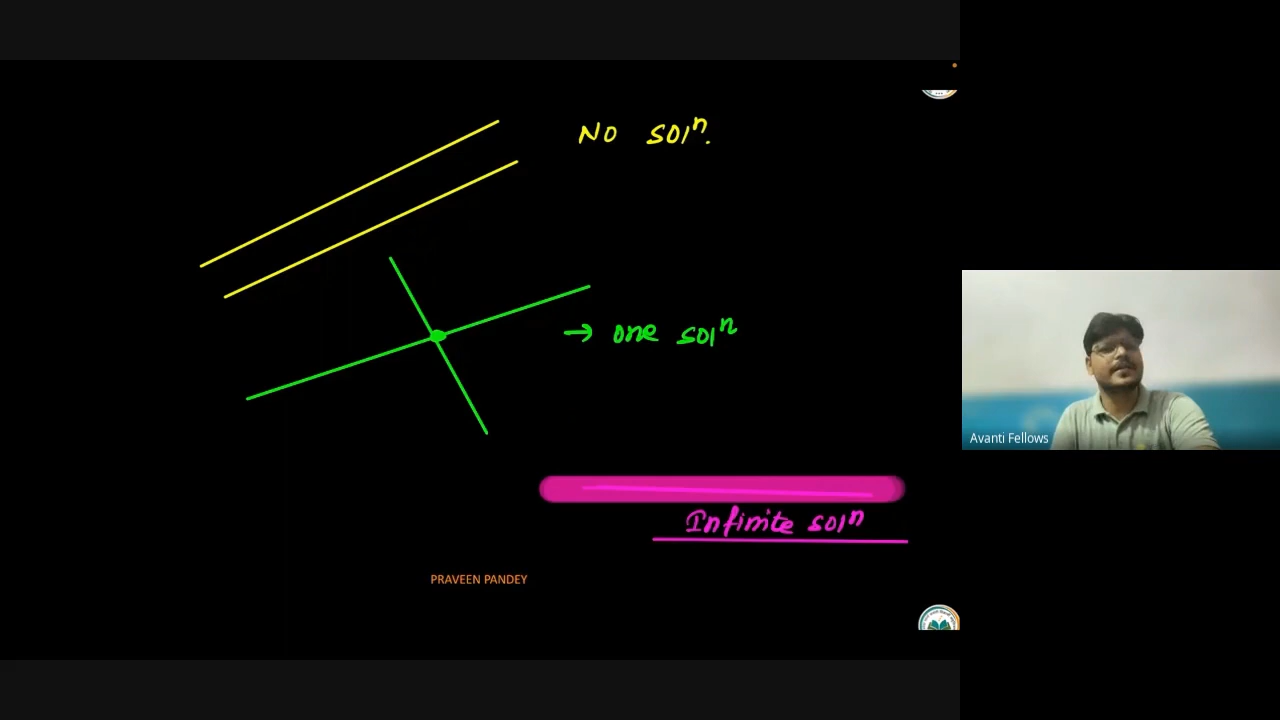 No solⁿ.
→ one solⁿ
Avanti Fellows
Infinite solⁿ
PRAVEEN PANDEY